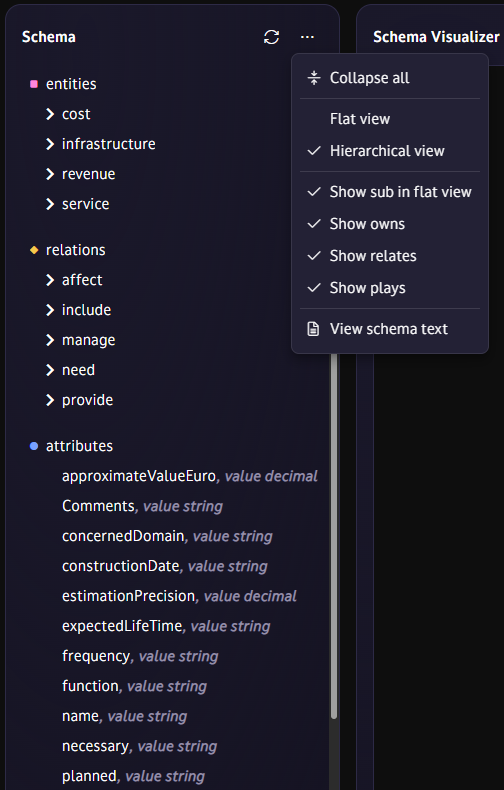 Schema
Schema Visualizer
Collapse all
Flat view
Hierarchical view
Show sub in flat view
Show owns
Show relates
Show plays
View schema text
entities
cost
infrastructure
revenue
service
relations
affect
include
manage
need
provide
attributes
approximateValueEuro, value decimal
Comments, value string
concernedDomain, value string
constructionDate, value string
estimationPrecision, value decimal
expectedLifeTime, value string
frequency, value string
function, value string
name, value string
necessary, value string
planned, value string